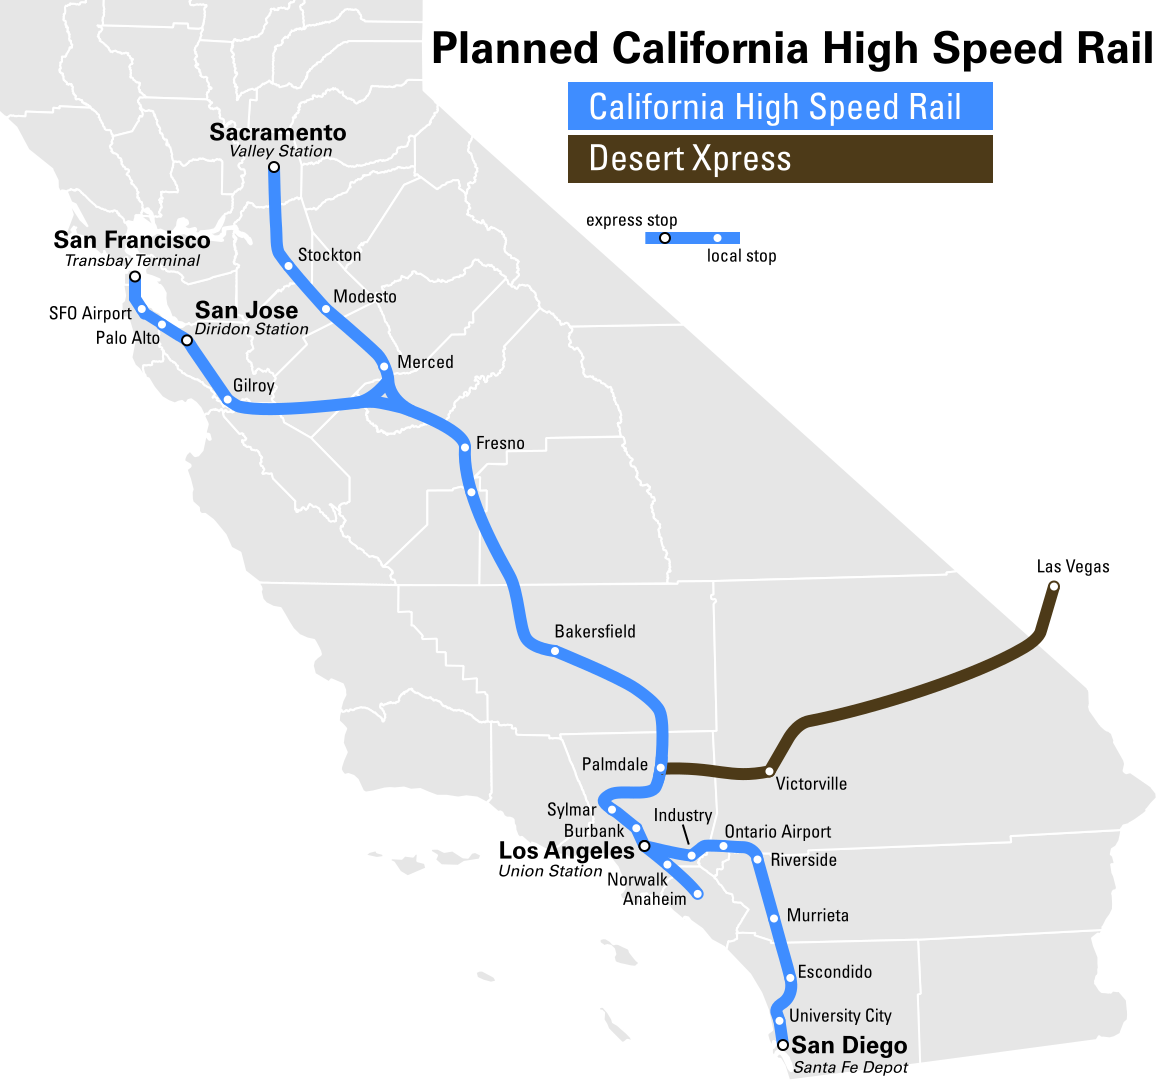 Planned California High Speed Rail
California High Speed Rail
Desert Xpress
express stop
local stop
Sacramento
Valley Station
San Francisco
Transbay Terminal
Stockton
Modesto
SFO Airport
San Jose
Diridon Station
Palo Alto
Merced
Gilroy
Fresno
Las Vegas
Bakersfield
Palmdale
Victorville
Sylmar
Industry
Burbank
Ontario Airport
Los Angeles
Union Station
Riverside
Norwalk
Anaheim
Murrieta
Escondido
University City
San Diego
Santa Fe Depot